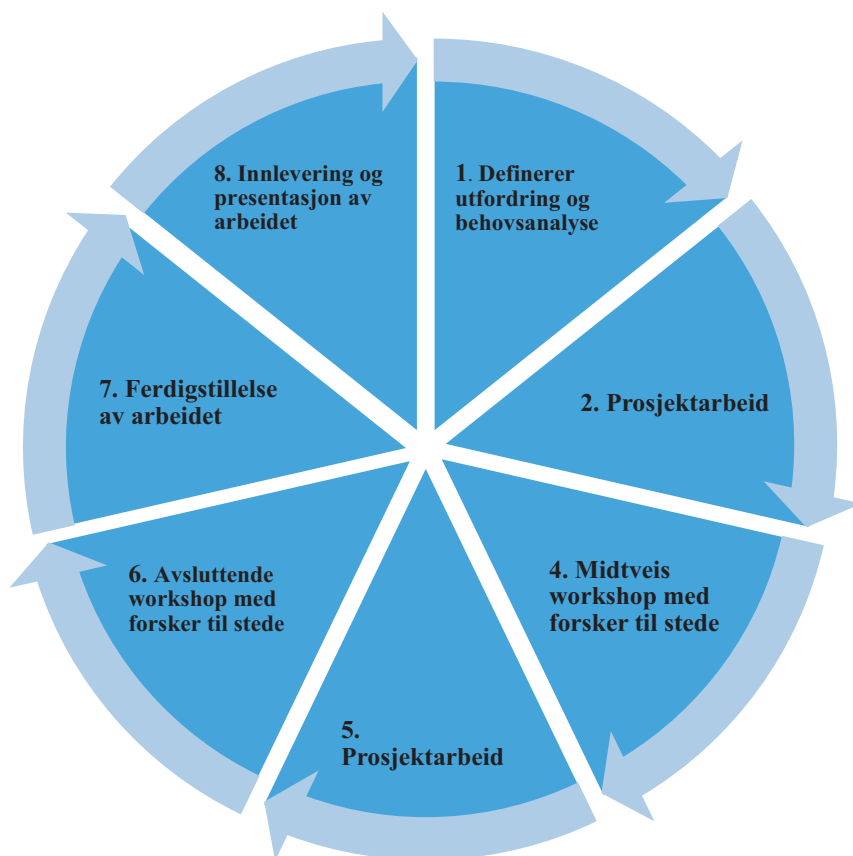 1. Definerer
utfordring og
behovsanalyse
2. Prosjektarbeid
4. Midtveis
workshop med
forsker til stede
5.
Prosjektarbeid
6. Avsluttende
workshop med
forsker til stede
7. Ferdigstillelse
av arbeidet
8. Innlevering og
presentasjon av
arbeidet